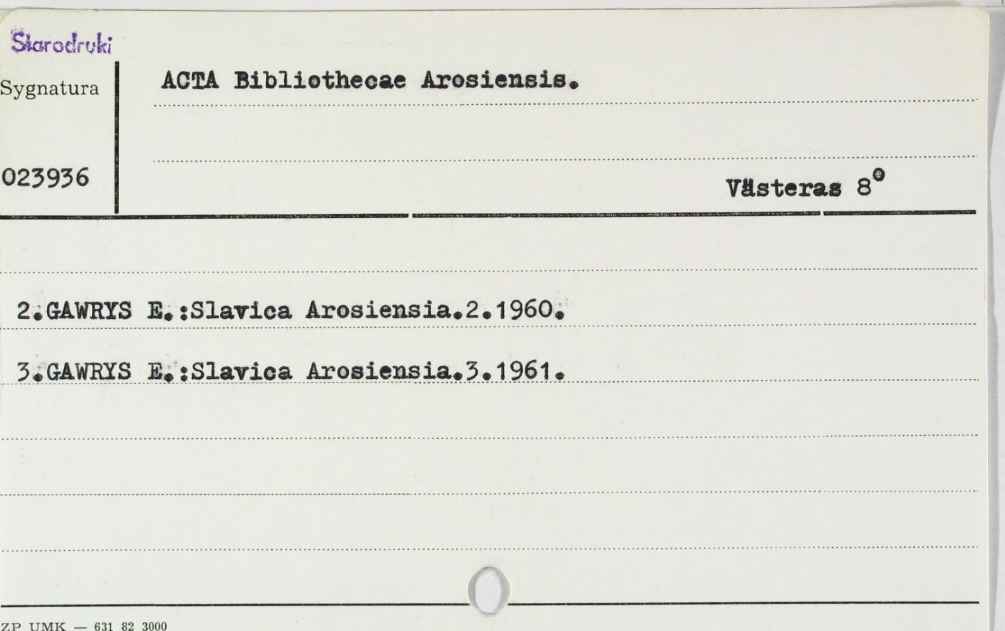 Starodruki
Sygnatura
ACTA Bibliothecae Arosiensis.
023936
Västeras 8°
2.GAWRYS E.:Slavica Arosiensia.2.1960.
3.GAWRYS E.:Slavica Arosiensia.3.1961.
ZP UMK — 631 82 3000